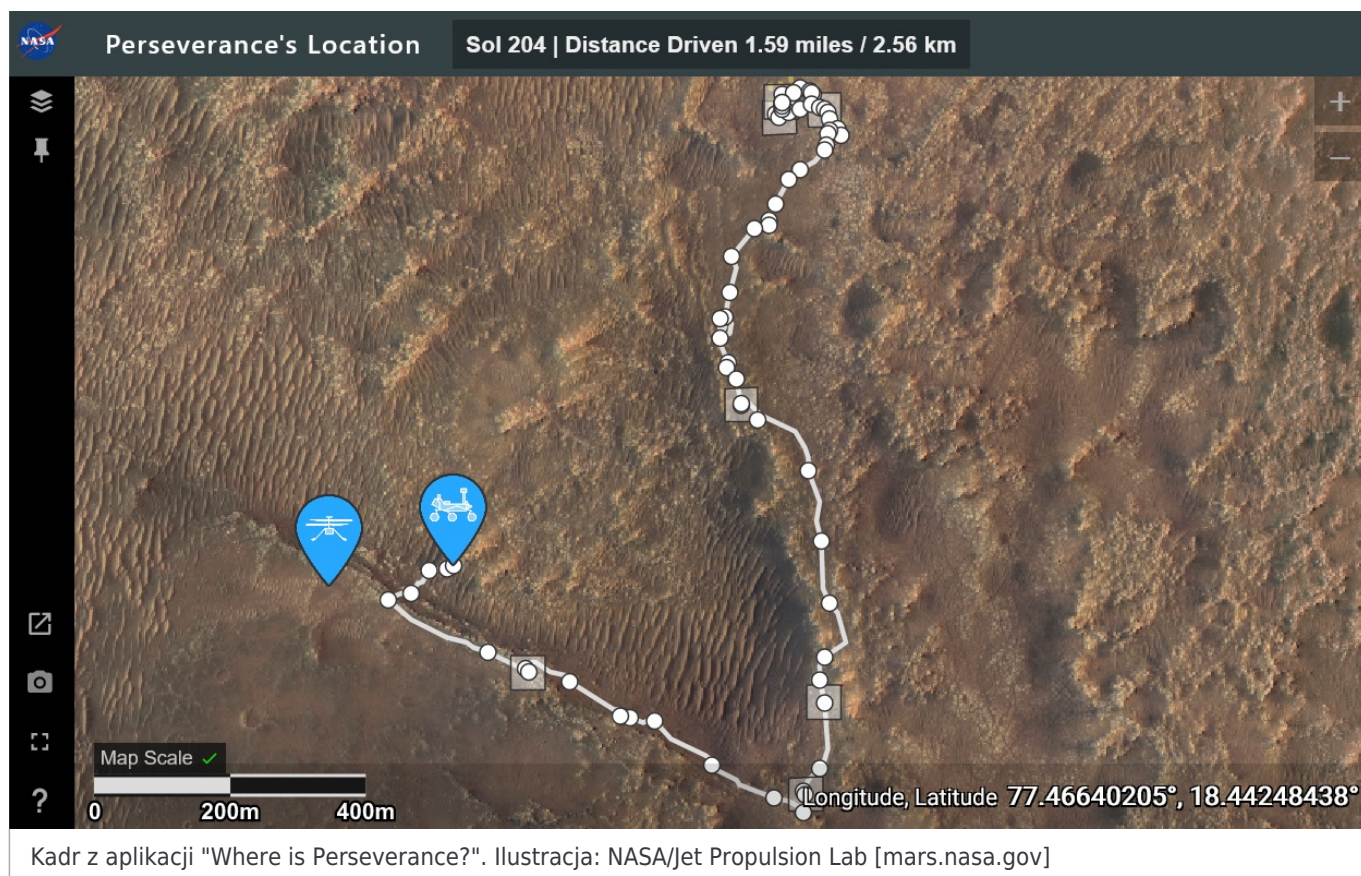 NASA
Perseverance's Location
Sol 204 | Distance Driven 1.59 miles / 2.56 km
+
−
?
Map Scale
0 200m 400m
Longitude, Latitude 77.46640205°, 18.44248438°
Kadr z aplikacji "Where is Perseverance?". Ilustracja: NASA/Jet Propulsion Lab [mars.nasa.gov]